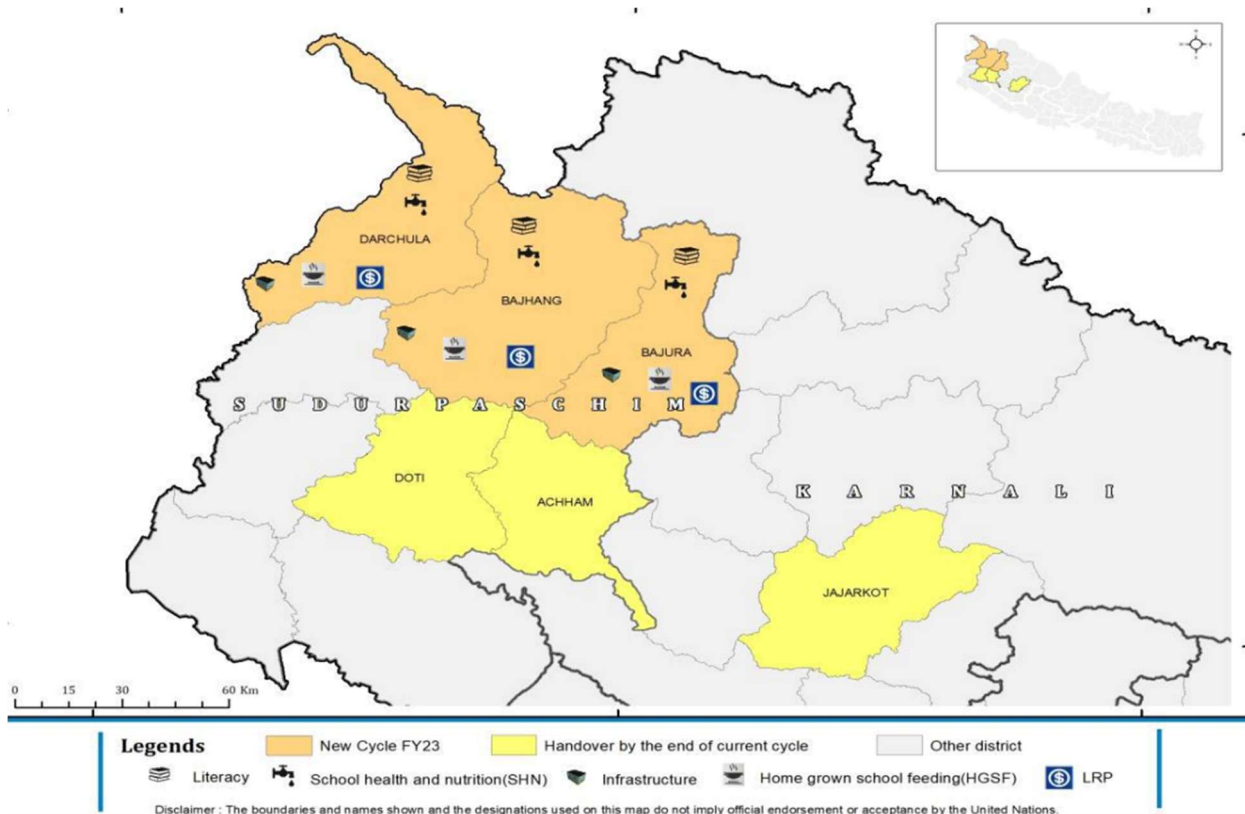 DARCHULA
BAJHANG
BAJURA
S U D U R P A S C H I M
DOTI
ACHHAM
K A R N A L I
JAJARKOT
0 15 30 60 Km
Legends
New Cycle FY23
Handover by the end of current cycle
Other district
Literacy
School health and nutrition(SHN)
Infrastructure
Home grown school feeding(HGSF)
LRP
Disclaimer : The boundaries and names shown and the designations used on this map do not imply official endorsement or acceptance by the United Nations.